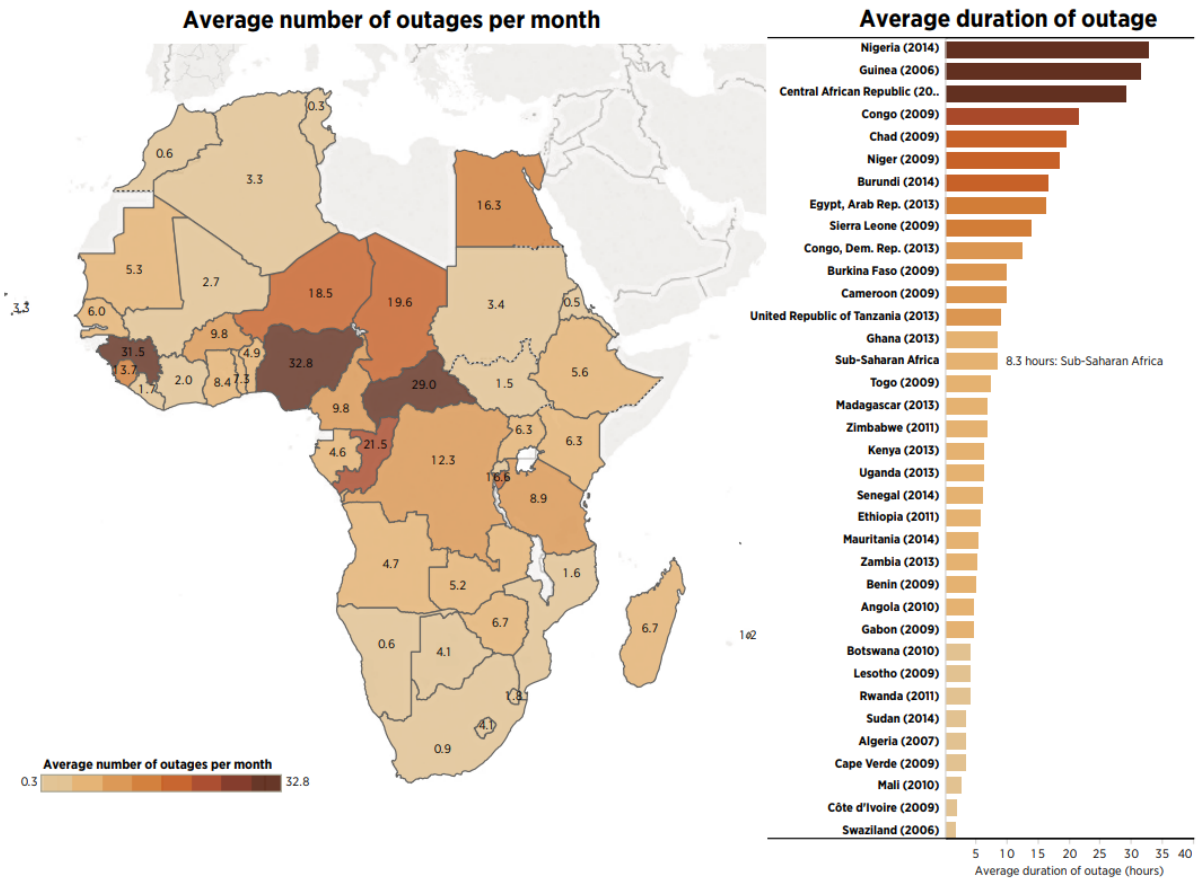 Average number of outages per month
0.3
0.6
3.3
16.3
5.3
2.7
18.5
19.6
3.4
0.5
3.3
6.0
9.8
4.9
31.5
32.8
13.7
1.7
2.0
8.4
7.3
29.0
1.5
5.6
9.8
6.3
6.3
4.6
21.5
12.3
16.6
8.9
4.7
5.2
1.6
6.7
6.7
1.2
0.6
4.1
1.8
4.1
0.9
Average number of outages per month
0.3
32.8
Average duration of outage
Nigeria (2014)
Guinea (2006)
Central African Republic (20..
Congo (2009)
Chad (2009)
Niger (2009)
Burundi (2014)
Egypt, Arab Rep. (2013)
Sierra Leone (2009)
Congo, Dem. Rep. (2013)
Burkina Faso (2009)
Cameroon (2009)
United Republic of Tanzania (2013)
Ghana (2013)
Sub-Saharan Africa 8.3 hours: Sub-Saharan Africa
Togo (2009)
Madagascar (2013)
Zimbabwe (2011)
Kenya (2013)
Uganda (2013)
Senegal (2014)
Ethiopia (2011)
Mauritania (2014)
Zambia (2013)
Benin (2009)
Angola (2010)
Gabon (2009)
Botswana (2010)
Lesotho (2009)
Rwanda (2011)
Sudan (2014)
Algeria (2007)
Cape Verde (2009)
Mali (2010)
Côte d'Ivoire (2009)
Swaziland (2006)
5 10 15 20 25 30 35 40
Average duration of outage (hours)